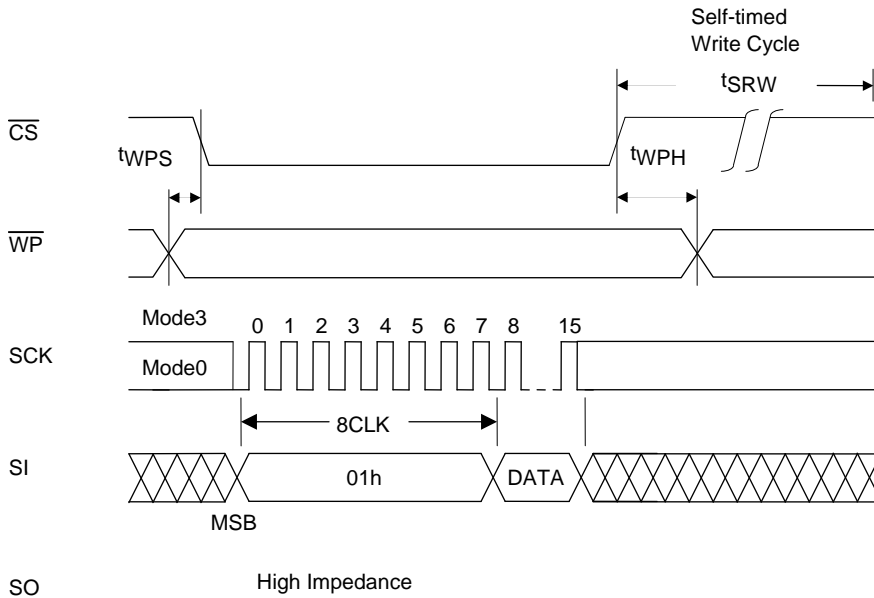 Self-timed
Write Cycle
tSRW
CS
tWPS
tWPH
WP
Mode3
0 1 2 3 4 5 6 7 8 15
SCK
Mode0
8CLK
SI
01h
DATA
MSB
SO
High Impedance